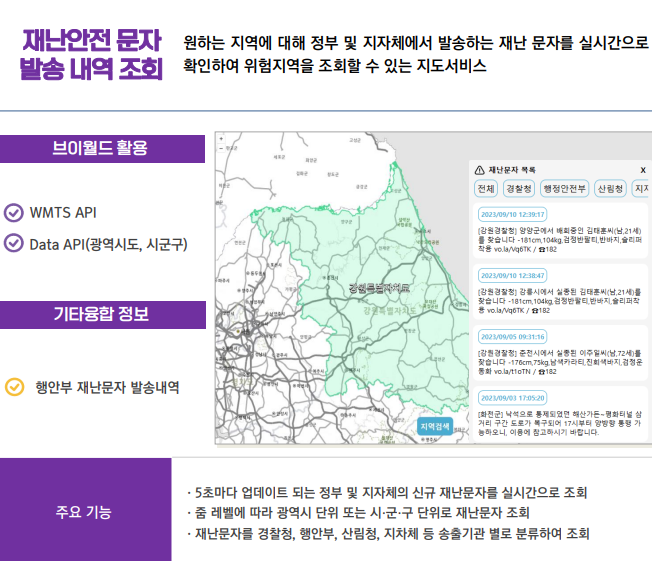 재난안전 문자
발송 내역 조회
원하는 지역에 대해 정부 및 지자체에서 발송하는 재난 문자를 실시간으로
확인하여 위험지역을 조회할 수 있는 지도서비스
브이월드 활용
WMTS API
Data API(광역시도, 시군구)
기타융합 정보
행안부 재난문자 발송내역
강원특별자치도
강원특별자치도
지역검색
재난문자 목록 X
전체 경찰청 행정안전부 산림청 지자
2023/09/10 12:39:17
[강원경찰청] 양양군에서 배회중인 김태훈씨(남,21세)
를 찾습니다 -181cm,104kg,검정반팔티,반바지,슬리퍼
착용 vo.la/Vq6TK / ☎182
2023/09/10 12:38:47
[강원경찰청] 강릉시에서 실종된 김태훈씨(남,21세)를
찾습니다 -181cm,104kg,검정반팔티,반바지,슬리퍼착
용 vo.la/Vq6TK / ☎182
2023/09/05 09:31:16
[강원경찰청] 춘천시에서 실종된 이주일씨(남,72세)를
찾습니다 -176cm,75kg,남색카라티,진회색바지,검정운
동화 vo.la/t1oTN / ☎182
2023/09/03 17:05:20
[화천군] 낙석으로 통제되었던 해산가든~평화터널 삼
거리 구간 도로가 복구되어 17시부터 양방향 통행 가
능하오니, 이용에 참고하시기 바랍니다.
주요 기능
· 5초마다 업데이트 되는 정부 및 지자체의 신규 재난문자를 실시간으로 조회
· 줌 레벨에 따라 광역시 단위 또는 시·군·구 단위로 재난문자 조회
· 재난문자를 경찰청, 행안부, 산림청, 지차체 등 송출기관 별로 분류하여 조회